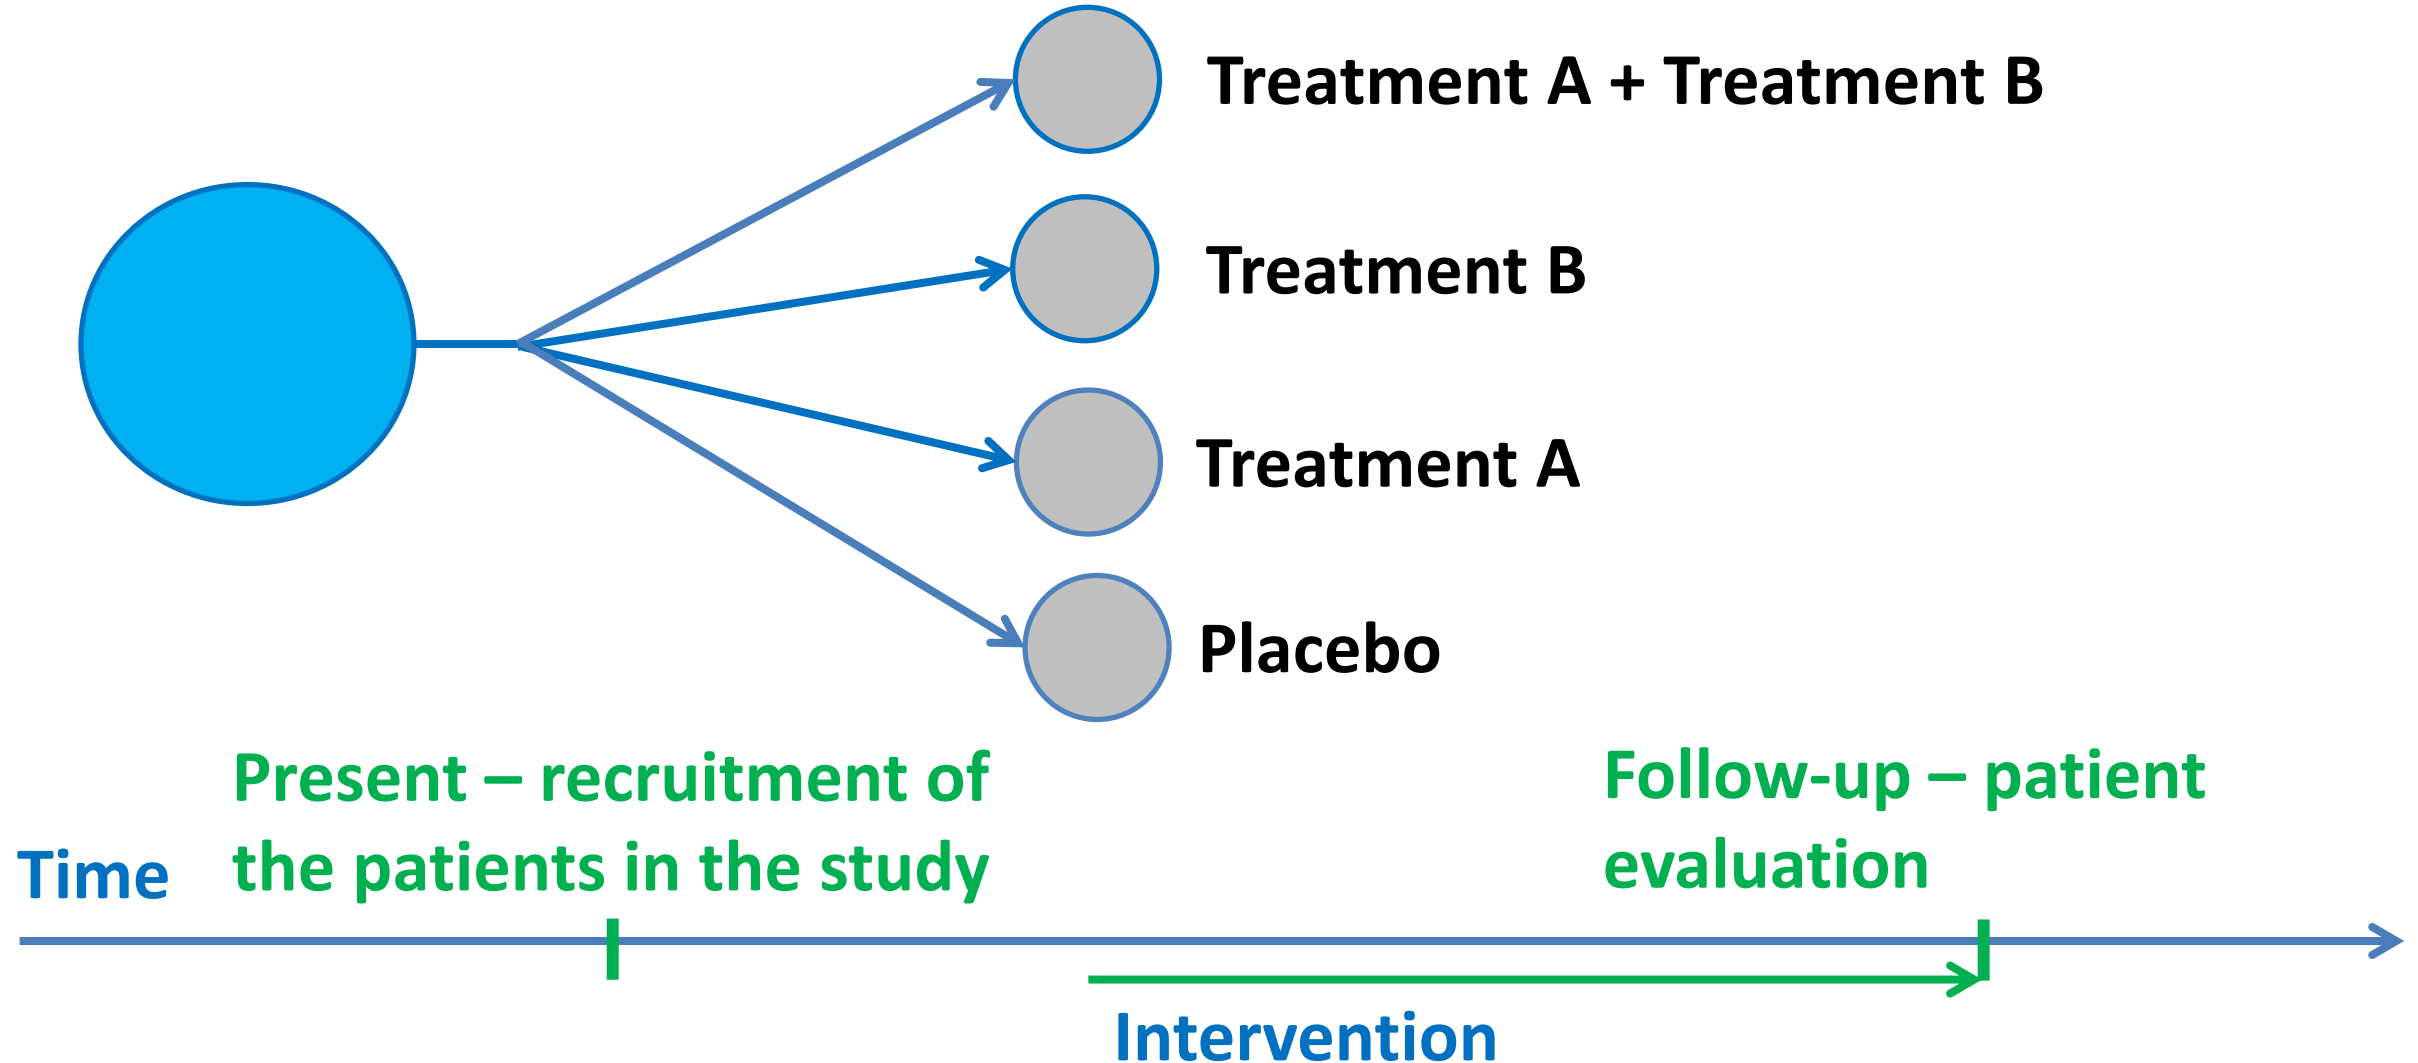 Treatment A + Treatment B
Treatment B
Treatment A
Placebo
Present – recruitment of
the patients in the study
Follow-up – patient
evaluation
Time
Intervention